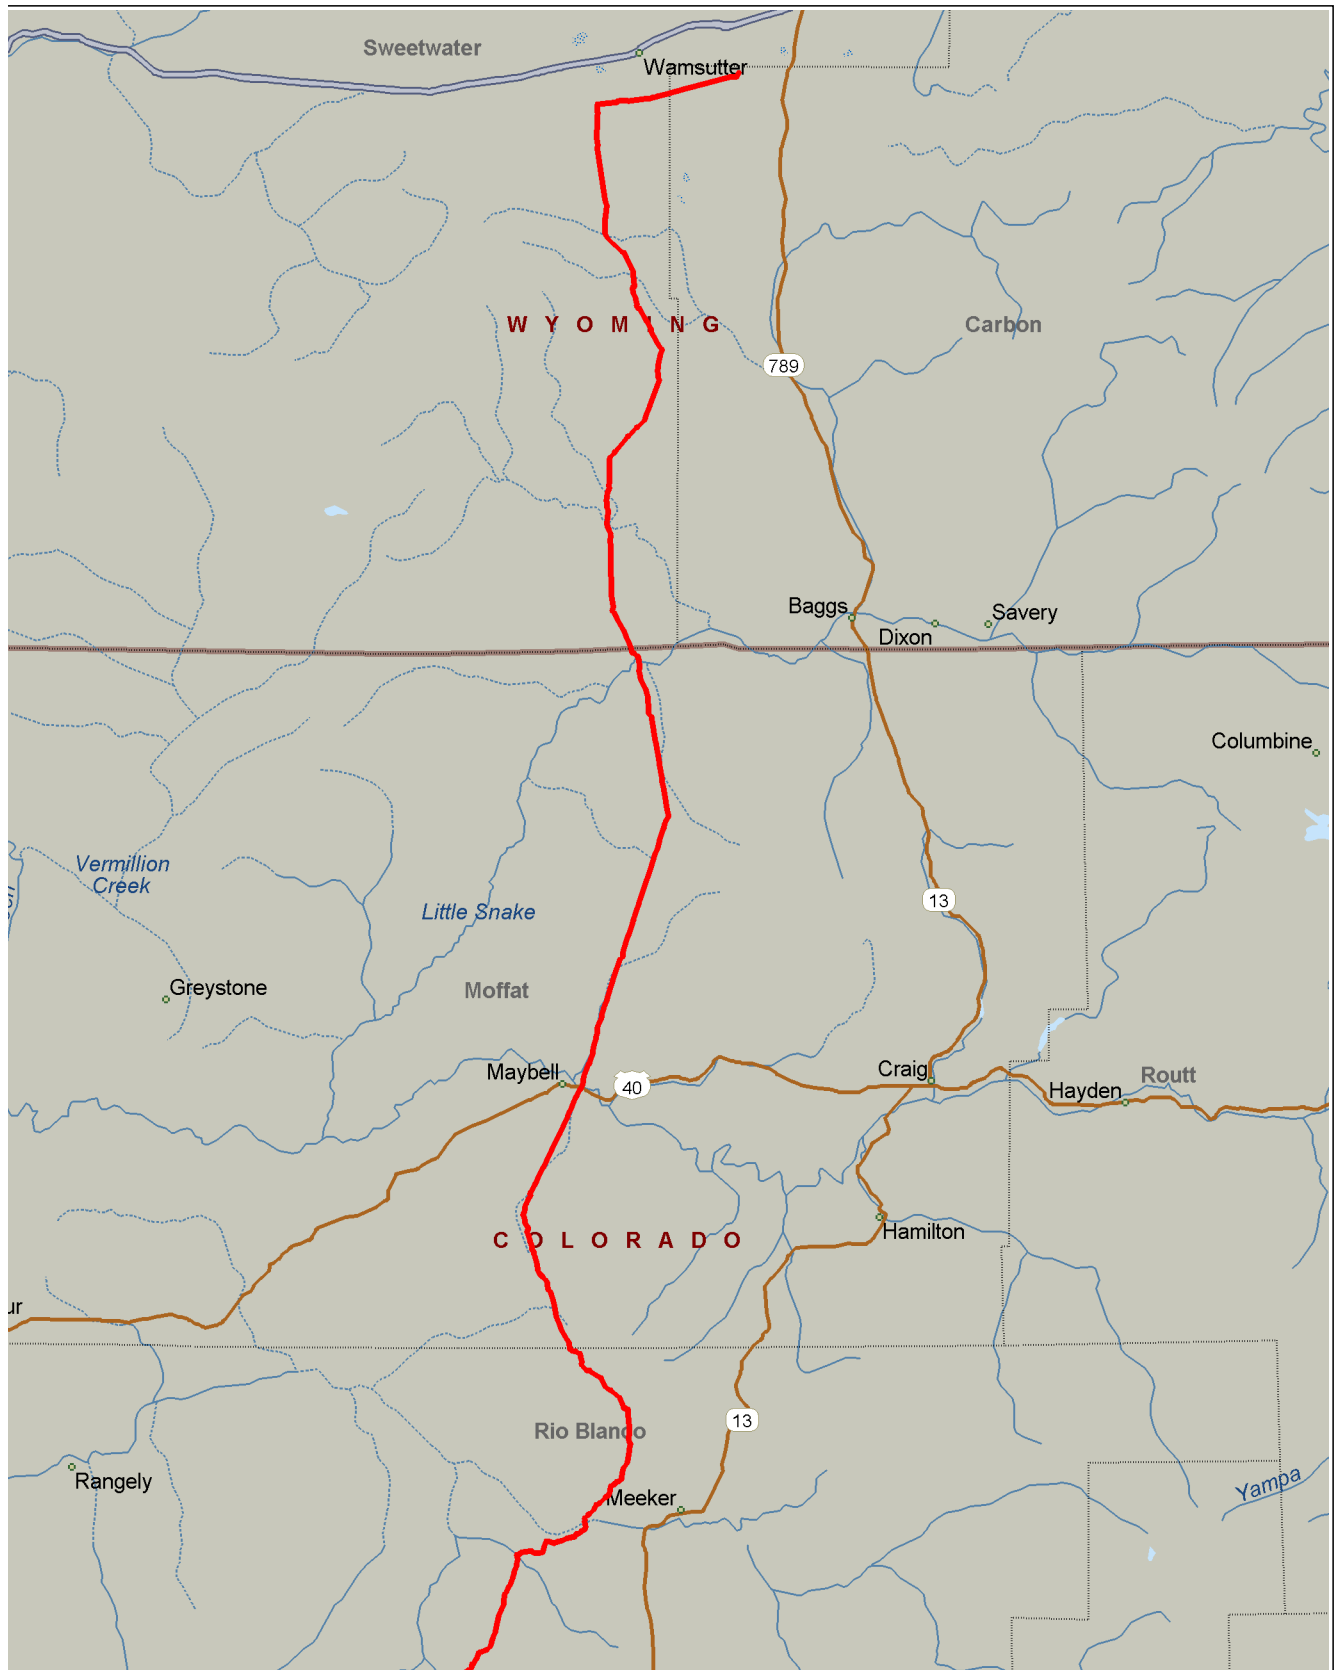 Sweetwater
Wamsutter
WYOMING
Carbon
789
Baggs
Savery
Dixon
Columbine
Vermillion
Creek
13
Little Snake
Greystone
Moffat
Maybell
40
Craig
Hayden
Routt
Hamilton
COLORADO
ur
13
Rio Blanco
Rangely
Meeker
Yampa